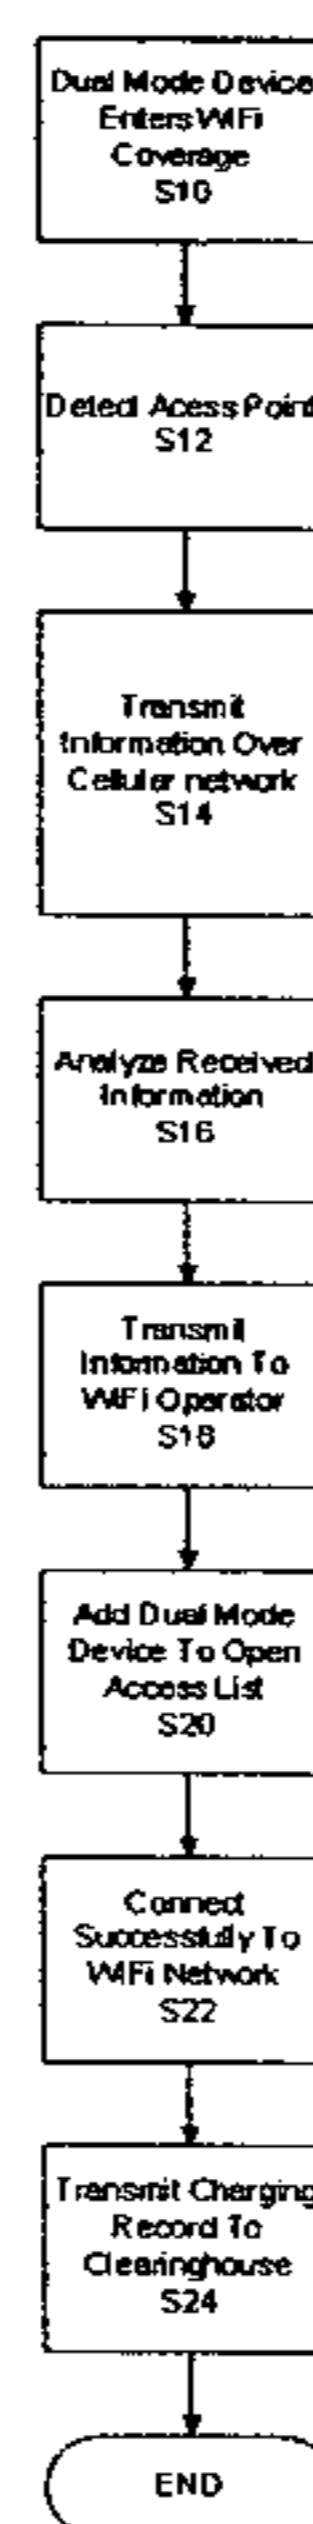 Dual Mode Device
Enters WiFi
Coverage
S10
Detect Acess Point
S12
Transmit
Information Over
Cellular network
S14
Analyze Received
Information
S16
Transmit
Information To
WiFi Operator
S18
Add Dual Mode
Device To Open
Access List
S20
Connect
Successfully To
WiFi Network
S22
Transmit Charging
Record To
Clearinghouse
S24
END